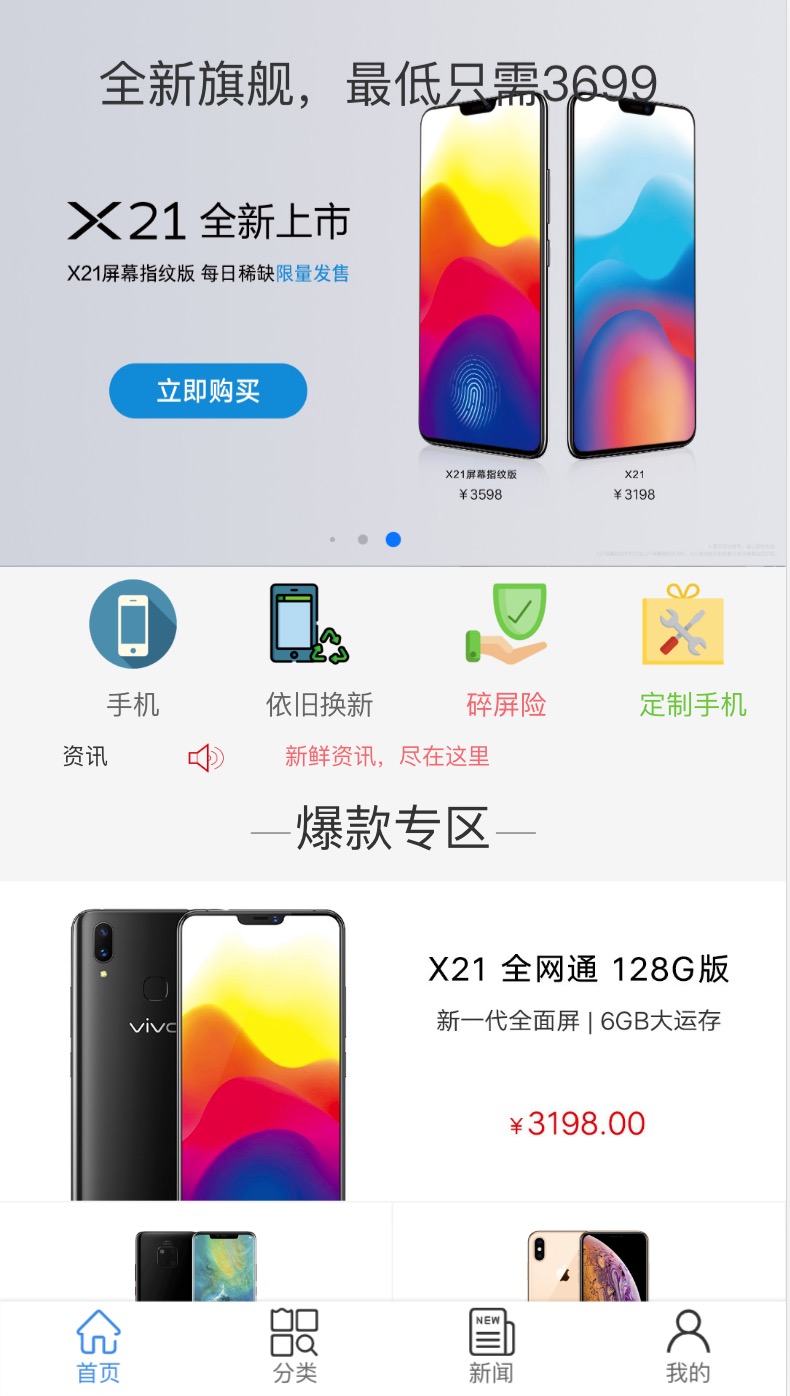 全新旗舰，最低只需3699
X21 全新上市
X21屏幕指纹版 每日稀缺限量发售
立即购买
X21屏幕指纹版
￥3598
X21
￥3198
手机
依旧换新
碎屏险
定制手机
资讯
新鲜资讯，尽在这里
爆款专区
vivo
X21 全网通 128G版
新一代全面屏 | 6GB大运存
￥3198.00
首页
分类
NEW
新闻
我的